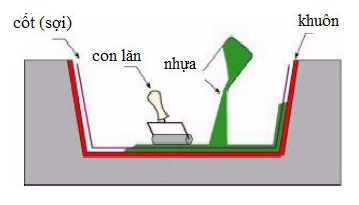 cốt (sợi)
khuôn
con lăn
nhựa